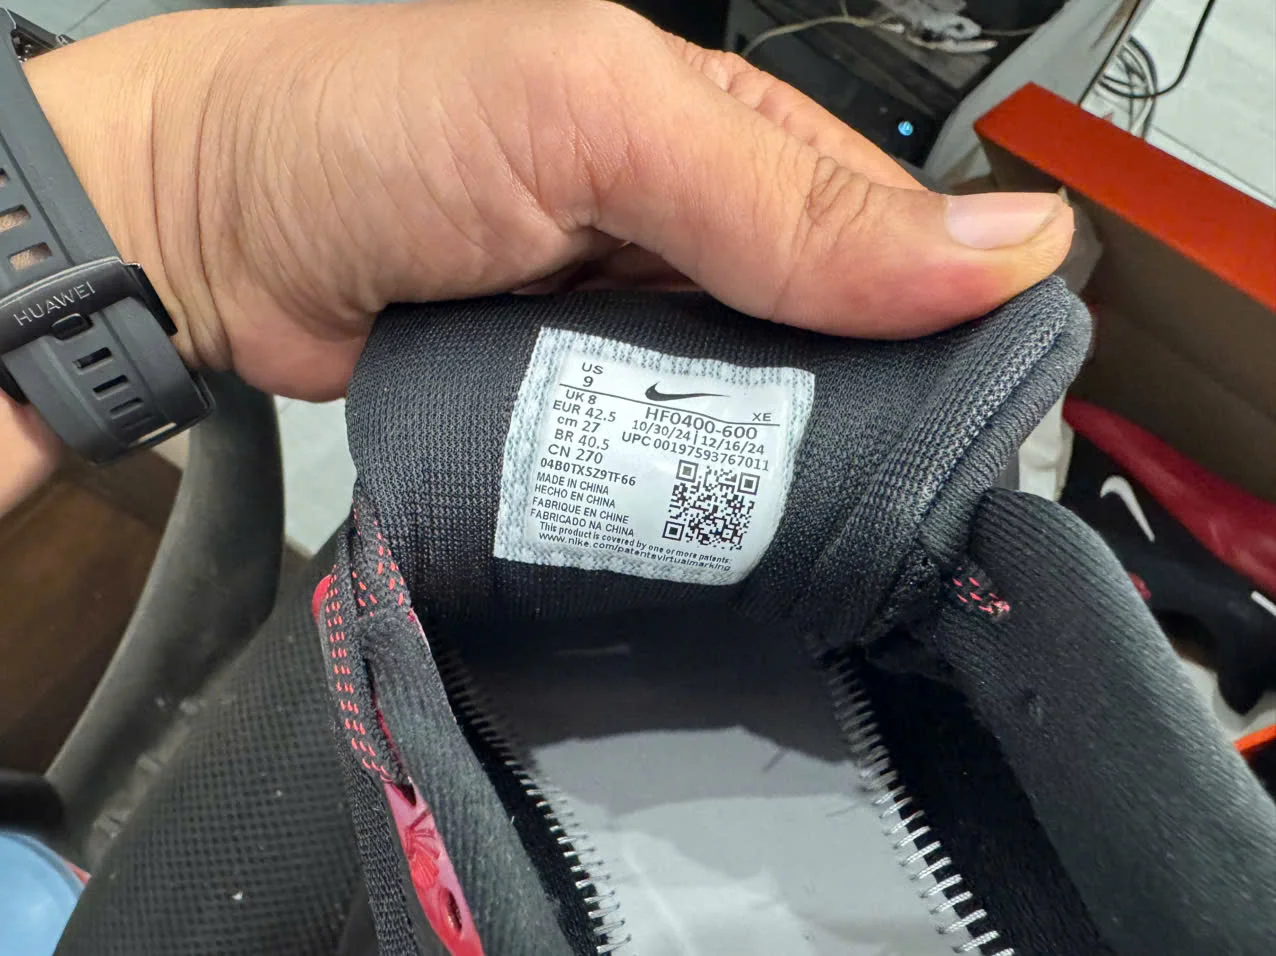 HUAWEI
US
9
UK 8
EUR 42.5
cm 27
BR 40.5
CN 270
XE
HF0400-600
10/30/24 | 12/16/24
UPC 00197593767011
04B0TX5Z9TF66
MADE IN CHINA
HECHO EN CHINA
FABRIQUE EN CHINE
FABRICADO NA CHINA
This product is covered by one or more patents:
www.nike.com/patentsvirtualmarking